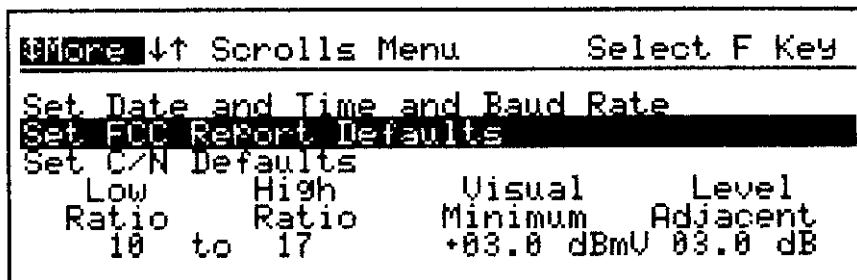 ↕More ↓↑ Scrolls Menu Select F Key
Set Date and Time and Baud Rate
Set FCC Report Defaults
Set C/N Defaults
Low High Visual Level
Ratio Ratio Minimum Adjacent
10 to 17 +03.0 dBmV 03.0 dB